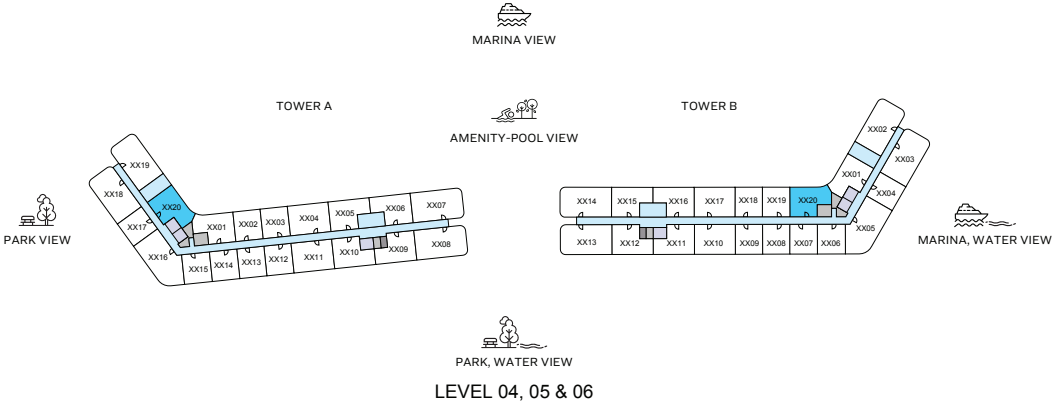 MARINA VIEW
TOWER A
TOWER B
AMENITY-POOL VIEW
PARK VIEW
MARINA, WATER VIEW
XX19
XX18
XX20
XX17
XX16
XX01
XX02
XX03
XX04
XX05
XX06
XX07
XX15
XX14
XX13
XX12
XX11
XX10
XX09
XX08
XX02
XX03
XX01
XX04
XX05
XX14
XX15
XX16
XX17
XX18
XX19
XX20
XX13
XX12
XX11
XX10
XX09
XX08
XX07
XX06
PARK, WATER VIEW
LEVEL 04, 05 & 06